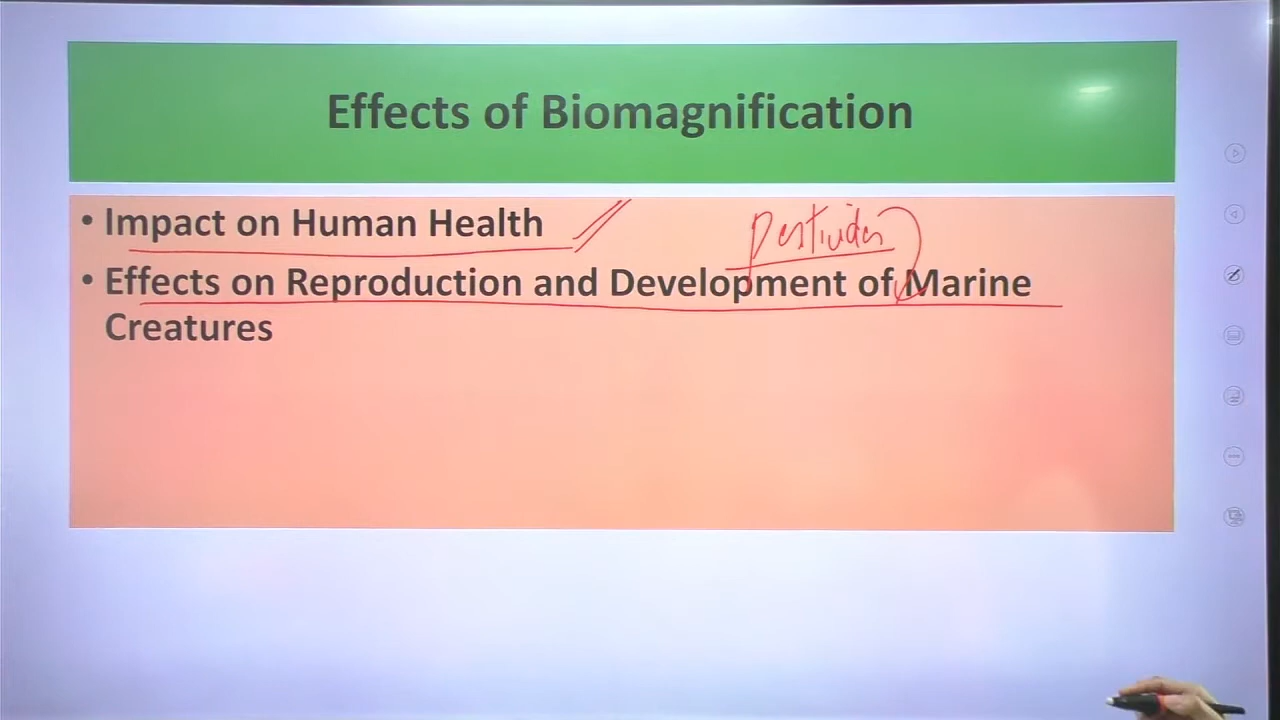 Effects of Biomagnification
• Impact on Human Health
pesticides
• Effects on Reproduction and Development of Marine
Creatures